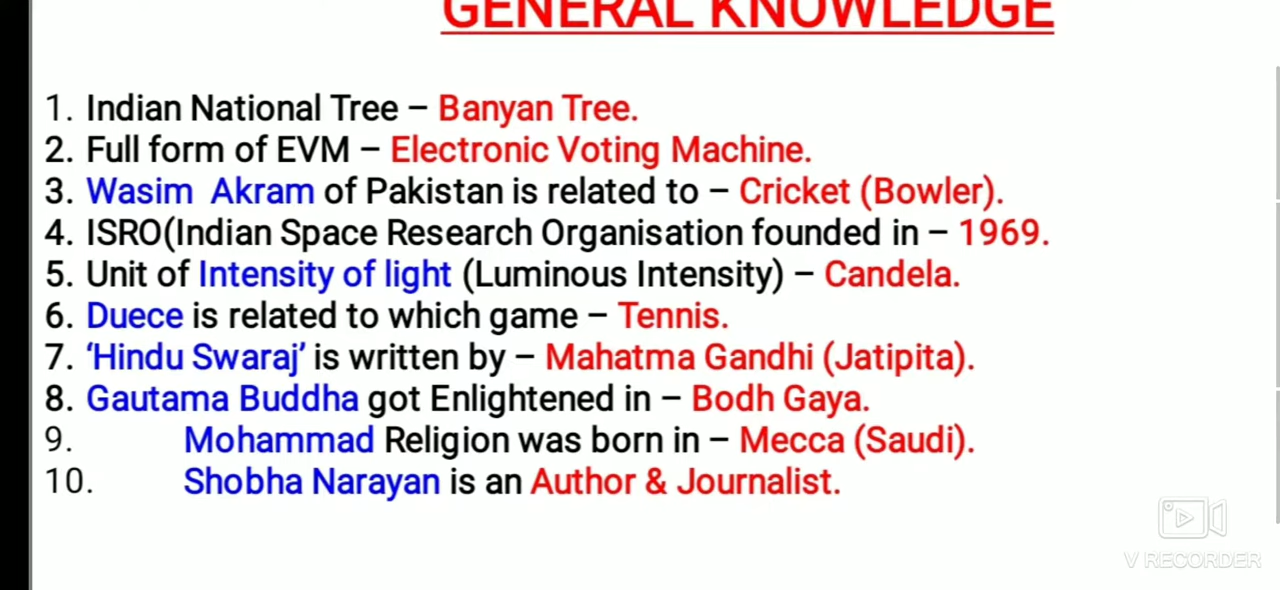 GENERAL KNOWLEDGE
1. Indian National Tree – Banyan Tree.
2. Full form of EVM – Electronic Voting Machine.
3. Wasim Akram of Pakistan is related to – Cricket (Bowler).
4. ISRO(Indian Space Research Organisation founded in – 1969.
5. Unit of Intensity of light (Luminous Intensity) – Candela.
6. Duece is related to which game – Tennis.
7. ‘Hindu Swaraj’ is written by – Mahatma Gandhi (Jatipita).
8. Gautama Buddha got Enlightened in – Bodh Gaya.
9. Mohammad Religion was born in – Mecca (Saudi).
10. Shobha Narayan is an Author & Journalist.
V RECORDER